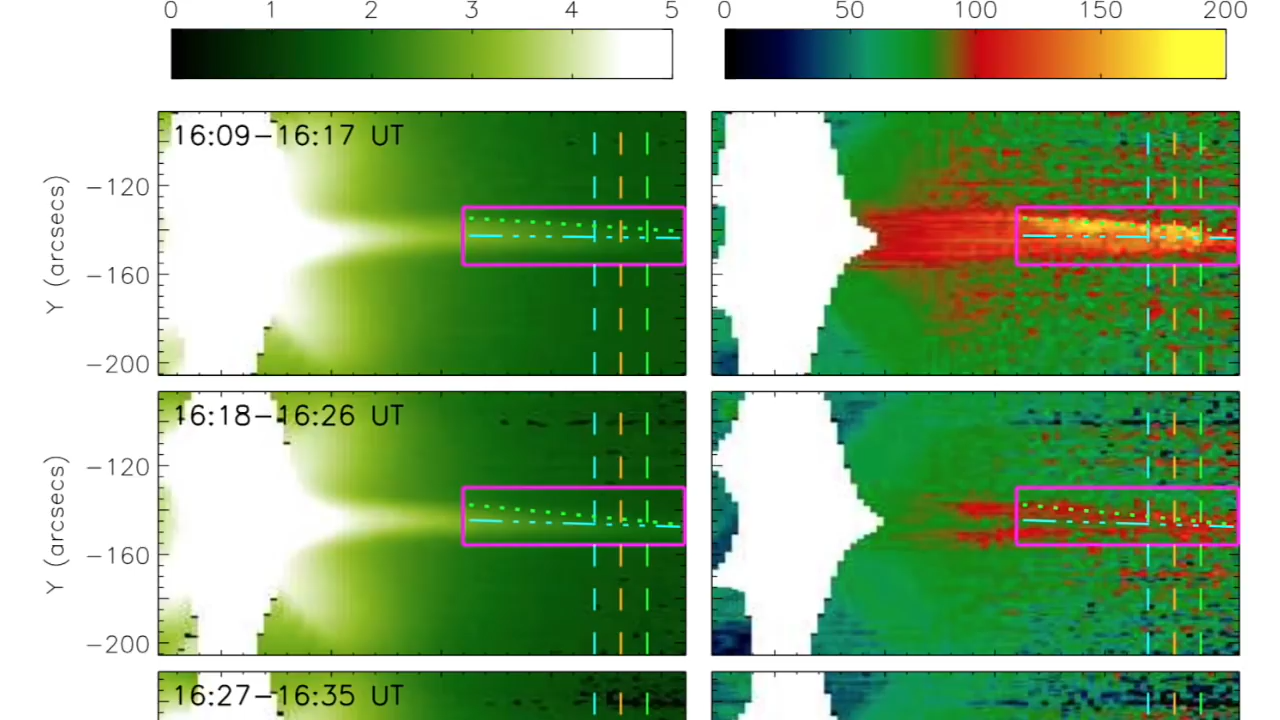 0 1 2 3 4 5
0 50 100 150 200
16:09−16:17 UT
−120
−160
−200
Y (arcsecs)
16:18−16:26 UT
−120
−160
−200
Y (arcsecs)
16:27−16:35 UT